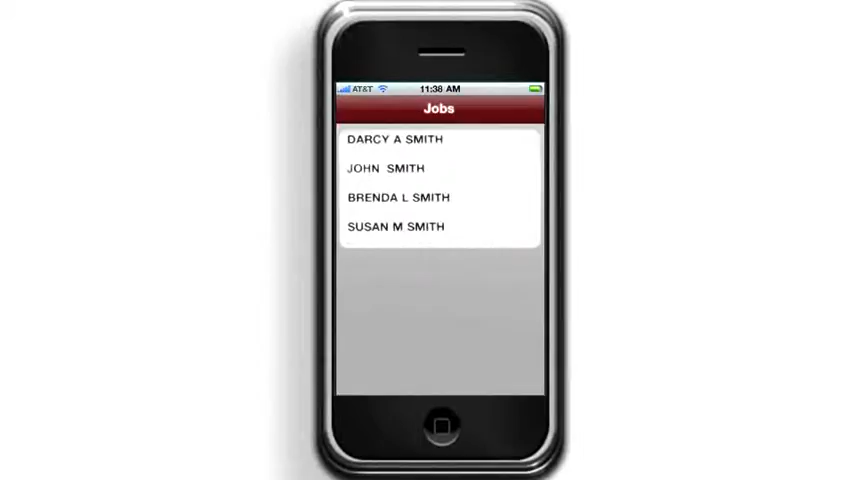 AT&T 11:38 AM
Jobs
DARCY A SMITH
JOHN SMITH
BRENDA L SMITH
SUSAN M SMITH